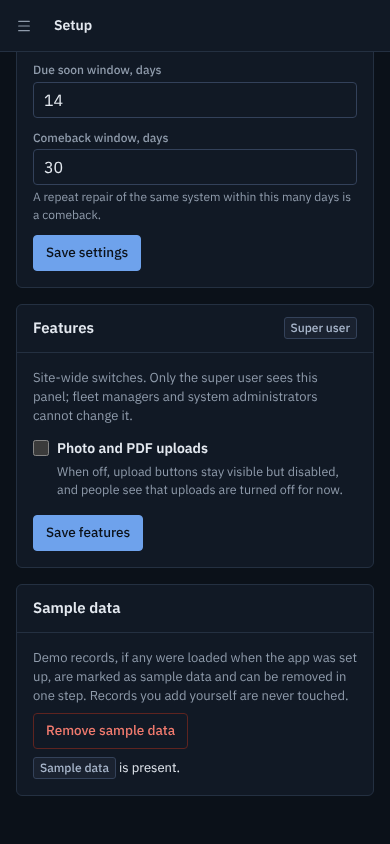 Setup
Due soon window, days
14
Comeback window, days
30
A repeat repair of the same system within this many days is
a comeback.
Save settings
Features
Super user
Site-wide switches. Only the super user sees this
panel; fleet managers and system administrators
cannot change it.
Photo and PDF uploads
When off, upload buttons stay visible but disabled,
and people see that uploads are turned off for now.
Save features
Sample data
Demo records, if any were loaded when the app was set
up, are marked as sample data and can be removed in
one step. Records you add yourself are never touched.
Remove sample data
Sample data is present.